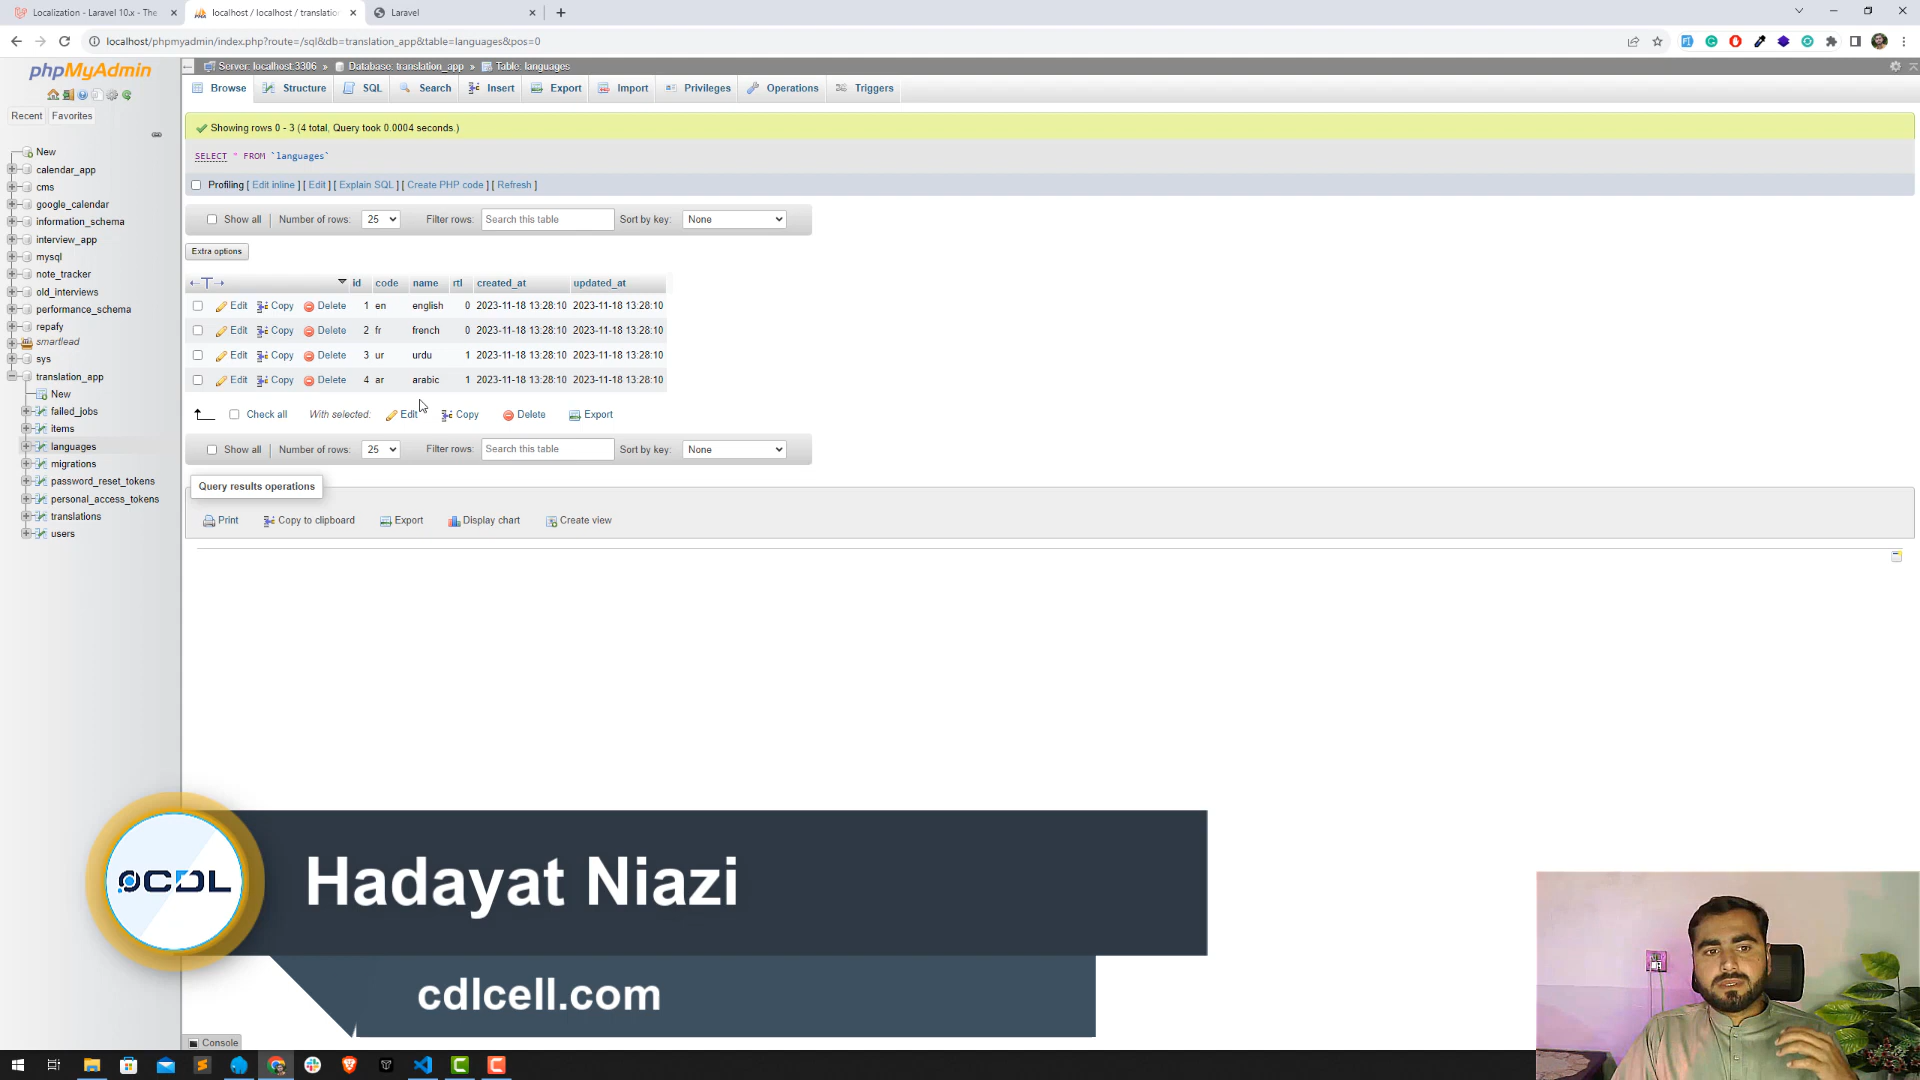 Localization - Laravel 10.x - The
localhost / localhost / translatio
Laravel
localhost/phpmyadmin/index.php?route=/sql&db=translation_app&table=languages&pos=0
phpMyAdmin
Server: localhost:3306 » Database: translation_app » Table: languages
Browse Structure SQL Search Insert Export Import Privileges Operations Triggers
Recent Favorites
New
calendar_app
cms
google_calendar
information_schema
interview_app
mysql
note_tracker
old_interviews
performance_schema
repafy
smartlead
sys
translation_app
New
failed_jobs
items
languages
migrations
password_reset_tokens
personal_access_tokens
translations
users
Showing rows 0 - 3 (4 total, Query took 0.0004 seconds.)
SELECT * FROM `languages`
Profiling [ Edit inline ] [ Edit ] [ Explain SQL ] [ Create PHP code ] [ Refresh ]
Show all Number of rows: 25 Filter rows: Search this table Sort by key: None
Extra options
←T→ id code name rtl created_at updated_at
Edit Copy Delete 1 en english 0 2023-11-18 13:28:10 2023-11-18 13:28:10
Edit Copy Delete 2 fr french 0 2023-11-18 13:28:10 2023-11-18 13:28:10
Edit Copy Delete 3 ur urdu 1 2023-11-18 13:28:10 2023-11-18 13:28:10
Edit Copy Delete 4 ar arabic 1 2023-11-18 13:28:10 2023-11-18 13:28:10
Check all With selected: Edit Copy Delete Export
Show all Number of rows: 25 Filter rows: Search this table Sort by key: None
Query results operations
Print Copy to clipboard Export Display chart Create view
CDL
Hadayat Niazi
cdlcell.com
Console